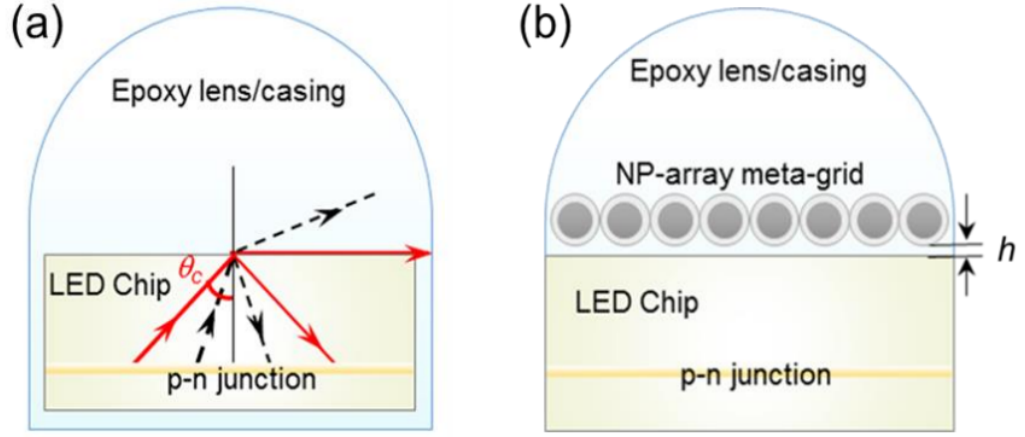 (a)
Epoxy lens/casing
LED Chip
θc
p-n junction
(b)
Epoxy lens/casing
NP-array meta-grid
h
LED Chip
p-n junction